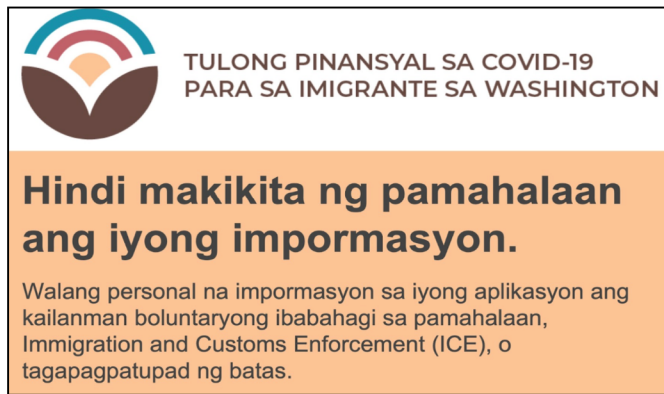 TULONG PINANSYAL SA COVID-19
PARA SA IMIGRANTE SA WASHINGTON
Hindi makikita ng pamahalaan
ang iyong impormasyon.
Walang personal na impormasyon sa iyong aplikasyon ang
kailanman boluntaryong ibabahagi sa pamahalaan,
Immigration and Customs Enforcement (ICE), o
tagapagpatupad ng batas.